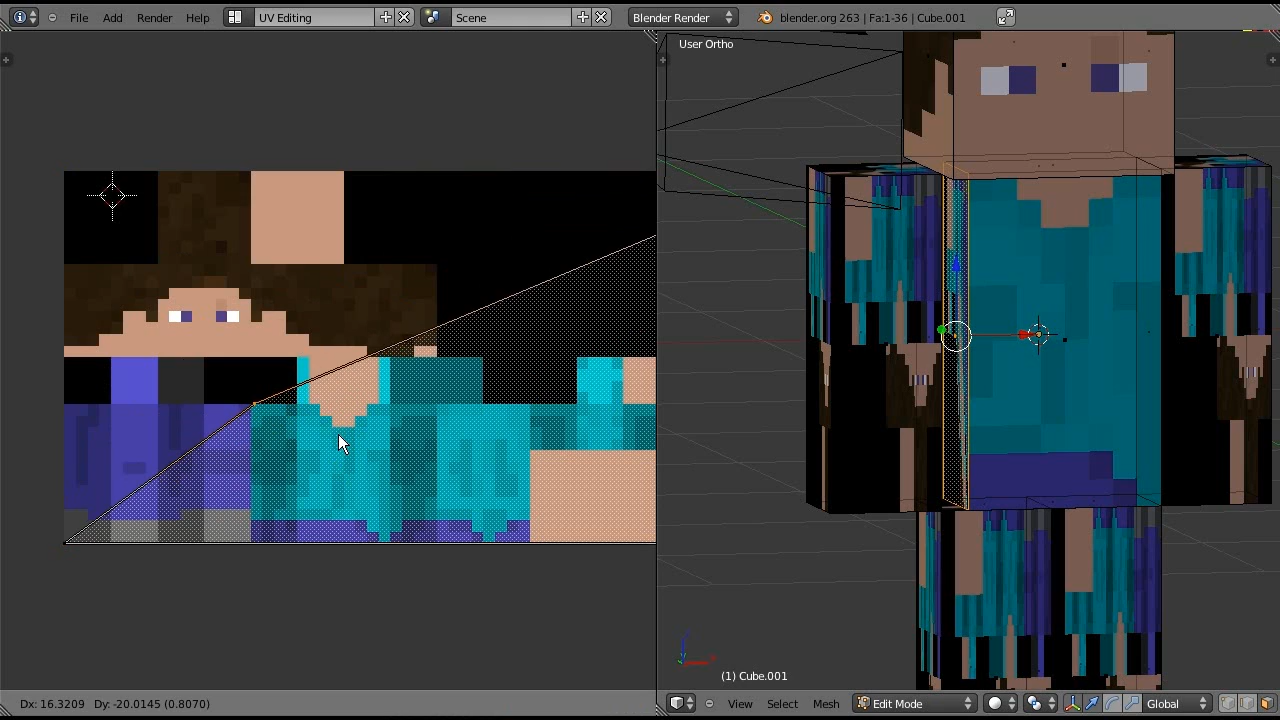 File Add Render Help UV Editing Scene Blender Render blender.org 263 | Fa:1-36 | Cube.001
User Ortho
(1) Cube.001
Dx: 16.3209 Dy: -20.0145 (0.8070) View Select Mesh Edit Mode Global